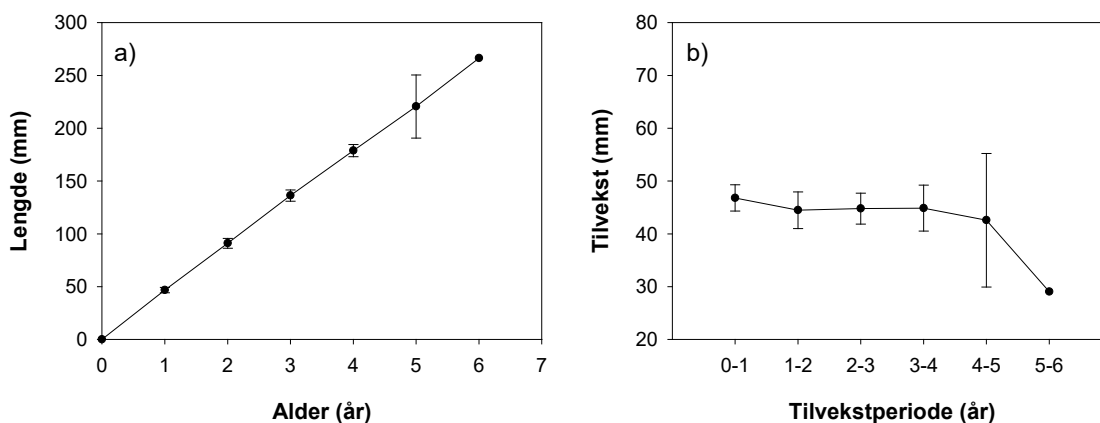 a)
Lengde (mm)
300
250
200
150
100
50
0
0 1 2 3 4 5 6 7
Alder (år)
b)
Tilvekst (mm)
80
70
60
50
40
30
20
0-1 1-2 2-3 3-4 4-5 5-6
Tilvekstperiode (år)